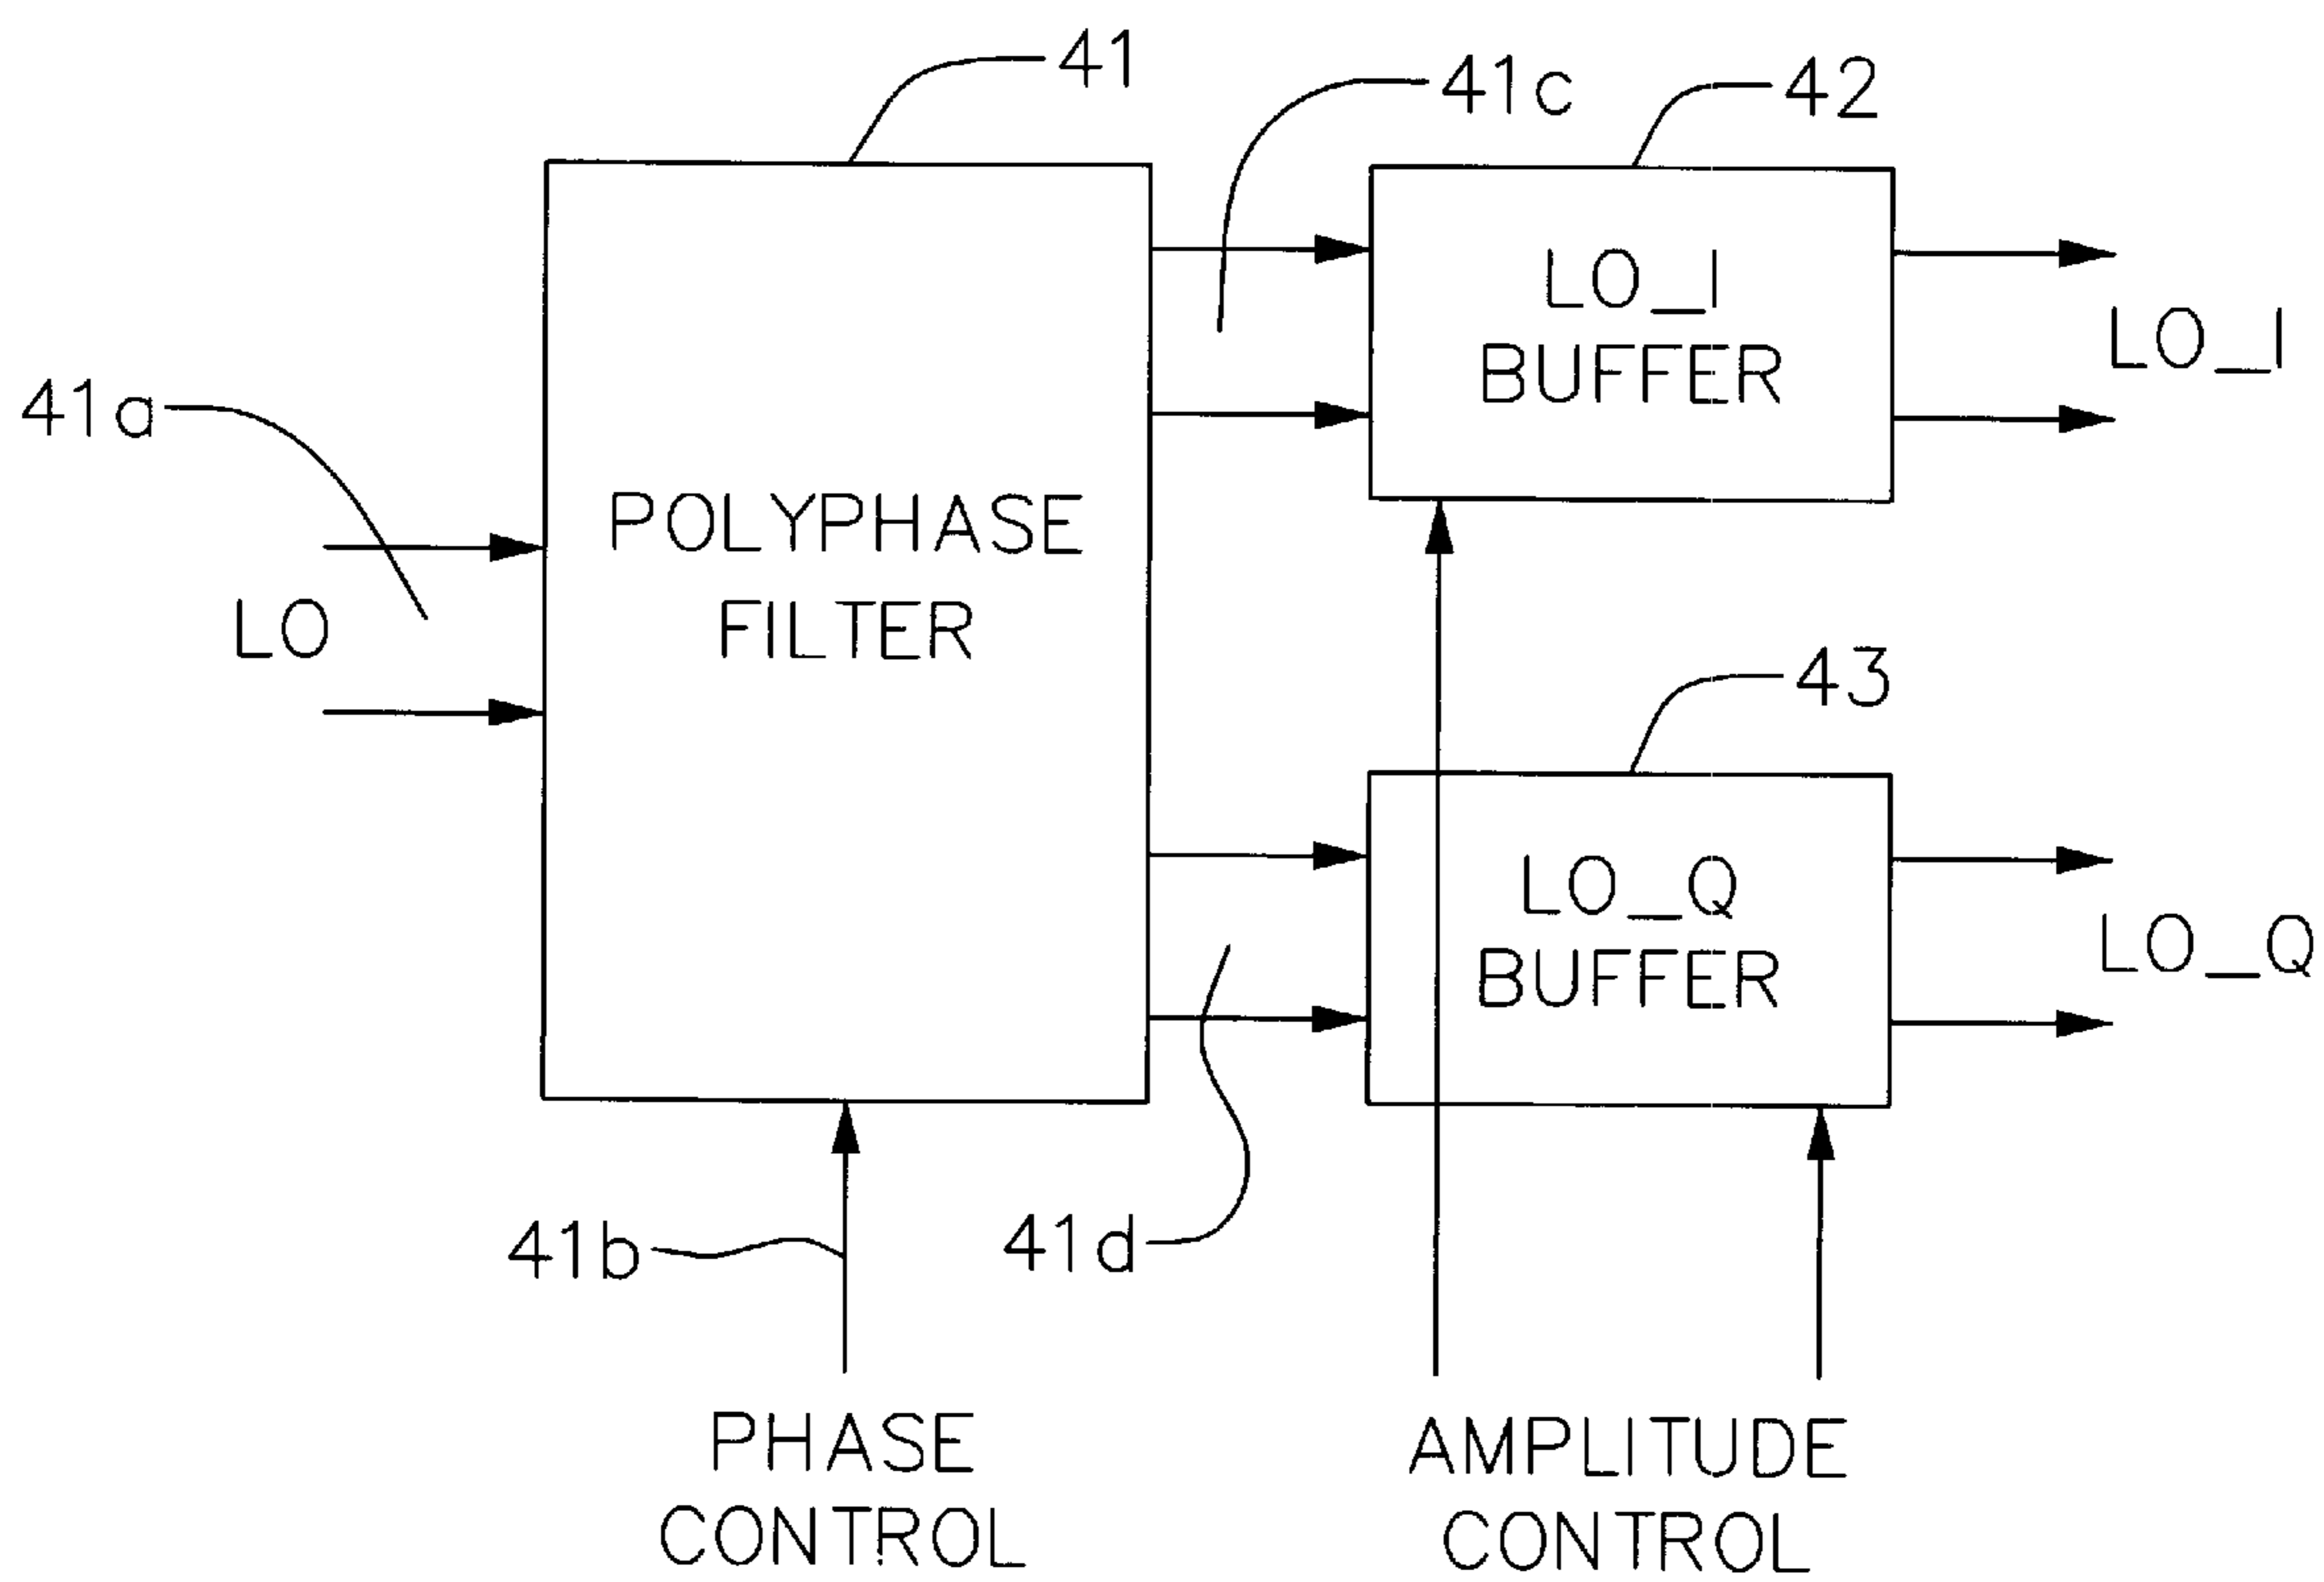 41
41c
42
LO_I
BUFFER
LO_I
41a
POLYPHASE
FILTER
LO
43
LO_Q
BUFFER
LO_Q
41b
41d
PHASE
CONTROL
AMPLITUDE
CONTROL